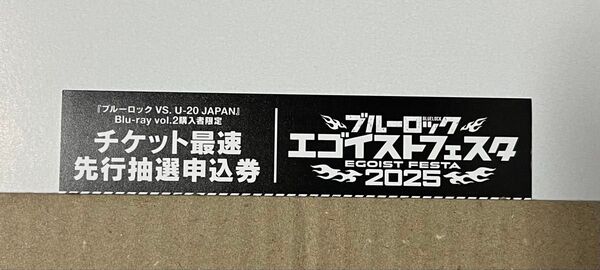 『ブルーロック VS. U-20 JAPAN』
Blu-ray vol.2購入者限定
チケット最速
先行抽選申込券
BLUELOCK
ブルーロック
エゴイストフェスタ
EGOIST FESTA
2025